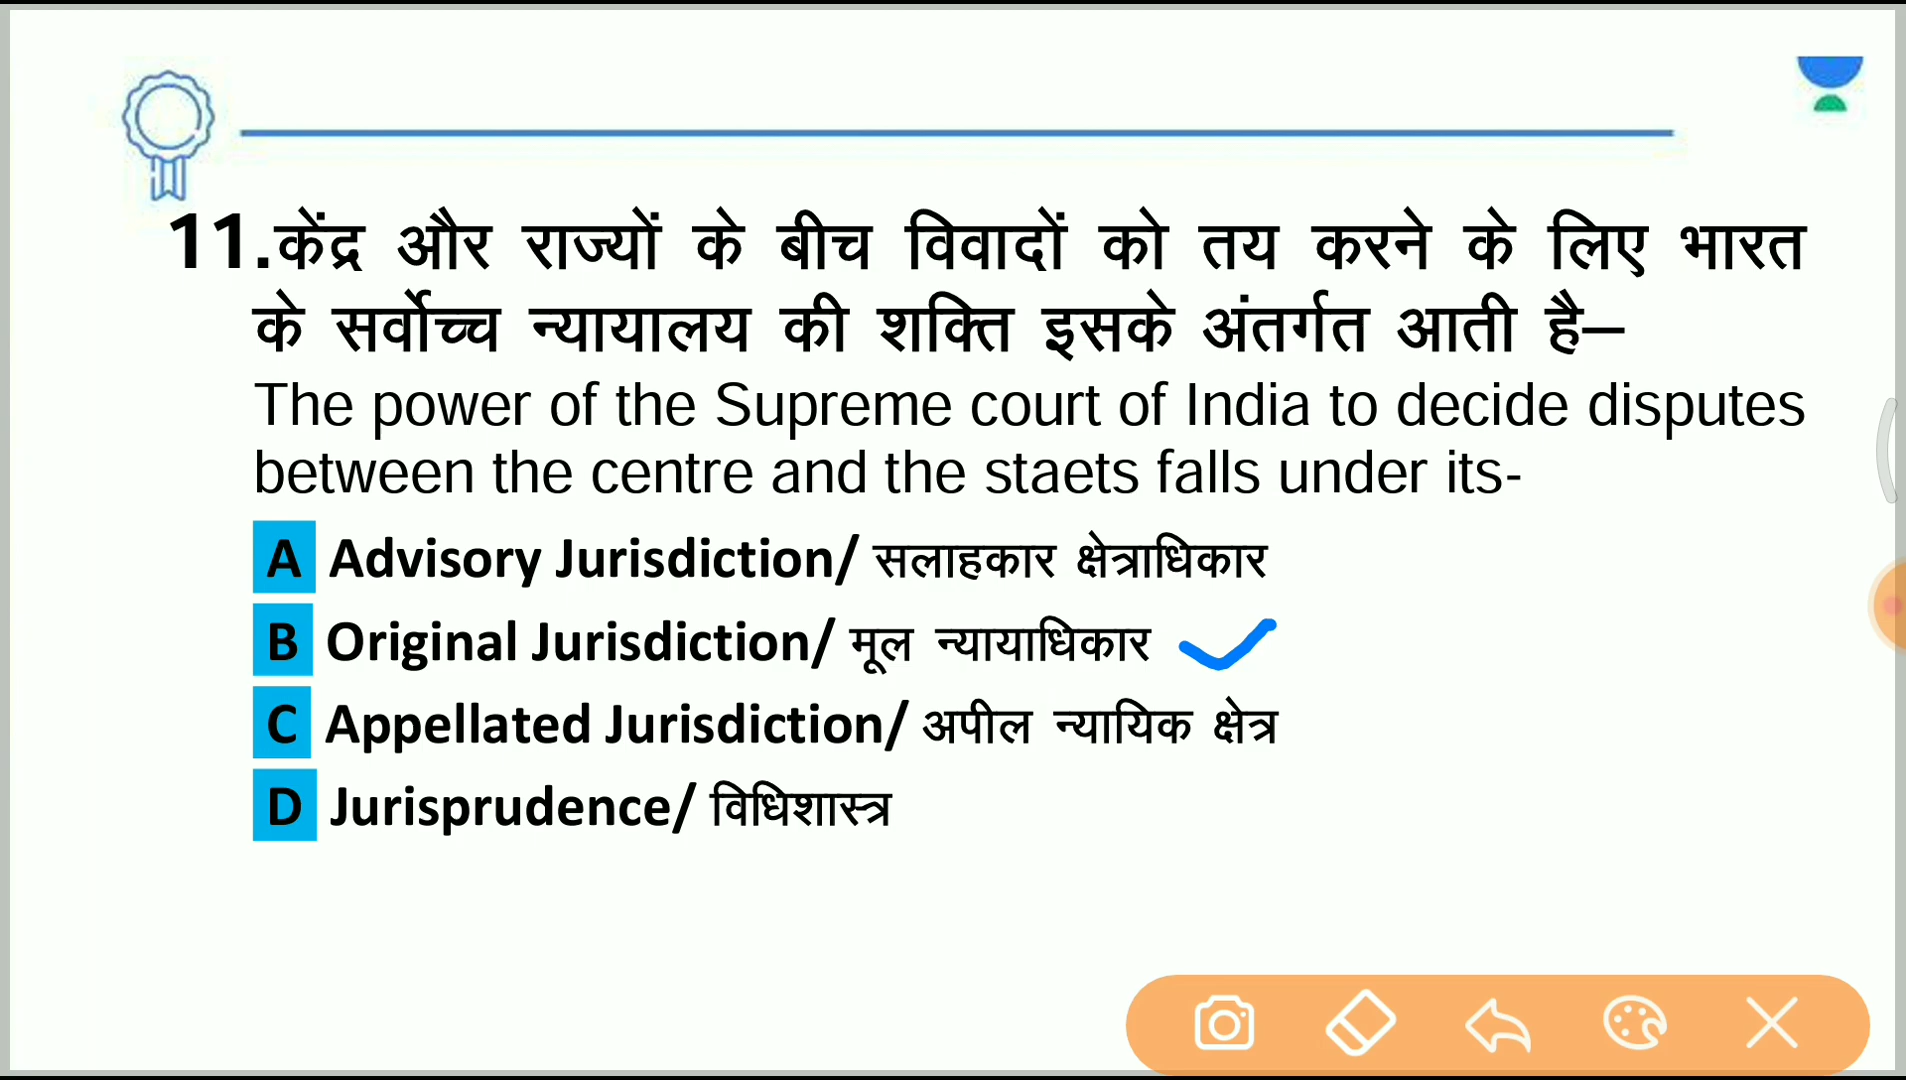 11.केंद्र और राज्यों के बीच विवादों को तय करने के लिए भारत
के सर्वोच्च न्यायालय की शक्ति इसके अंतर्गत आती है–
The power of the Supreme court of India to decide disputes
between the centre and the staets falls under its-
A Advisory Jurisdiction/ सलाहकार क्षेत्राधिकार
B Original Jurisdiction/ मूल न्यायाधिकार
C Appellated Jurisdiction/ अपील न्यायिक क्षेत्र
D Jurisprudence/ विधिशास्त्र